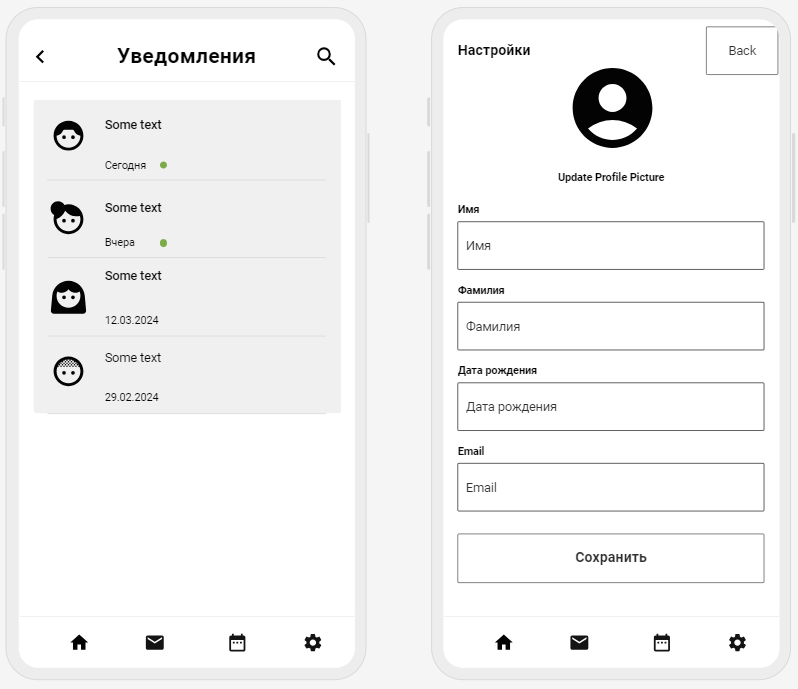 Уведомления
Some text
Сегодня
Some text
Вчера
Some text
12.03.2024
Some text
29.02.2024
Настройки
Back
Update Profile Picture
Имя
Имя
Фамилия
Фамилия
Дата рождения
Дата рождения
Email
Email
Сохранить